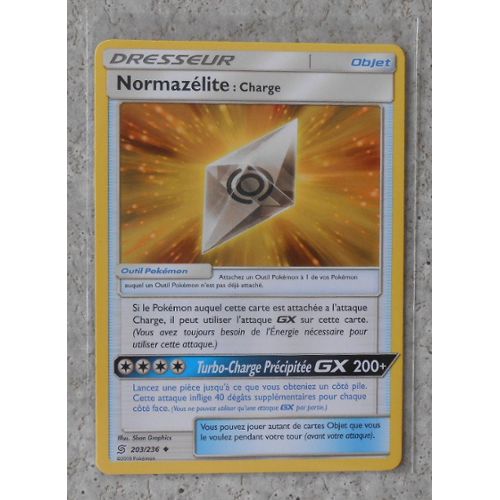 DRESSEUR Objet
Normazélite : Charge
Outil Pokémon
Attachez un Outil Pokémon à 1 de vos Pokémon
auquel un Outil Pokémon n'est pas déjà attaché.
Si le Pokémon auquel cette carte est attachée a l'attaque
Charge, il peut utiliser l'attaque GX sur cette carte.
(Vous avez toujours besoin de l'Énergie nécessaire pour
utiliser cette attaque.)
Turbo-Charge Précipitée GX 200+
Lancez une pièce jusqu'à ce que vous obteniez un côté pile.
Cette attaque inflige 40 dégâts supplémentaires pour chaque
côté face. (Vous ne pouvez utiliser qu'une attaque GX par partie.)
Illus. 5ban Graphics
203/236
©2019 Pokémon
Vous pouvez jouer autant de cartes Objet que vous
le voulez pendant votre tour (avant votre attaque).